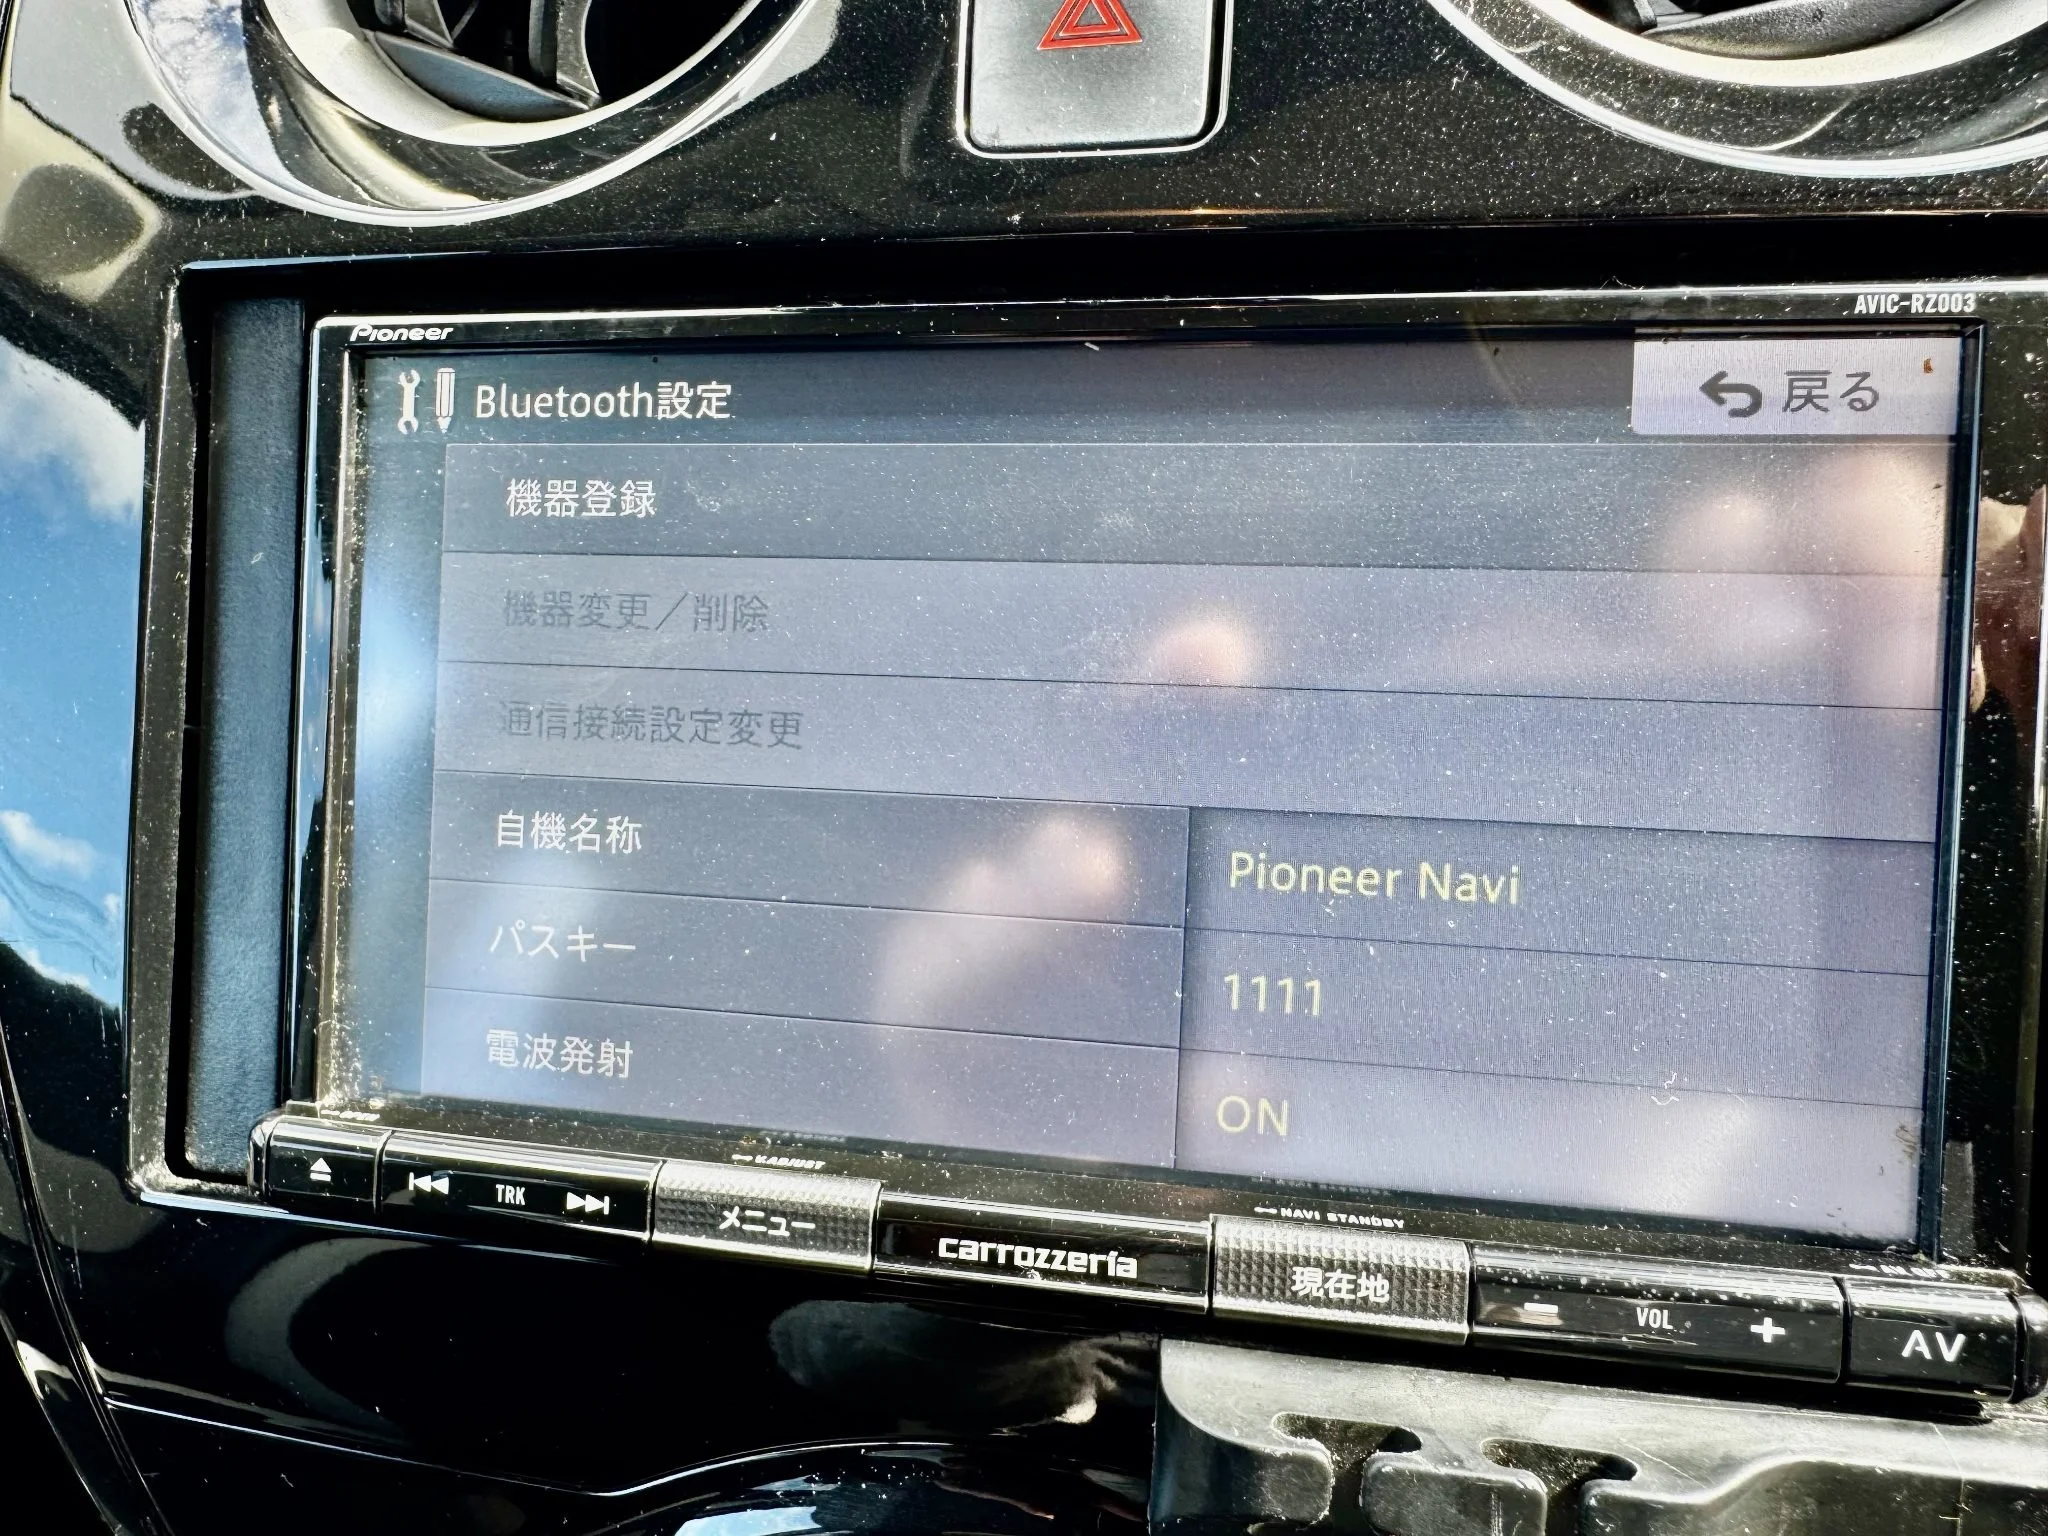 AVIC-RZ003
Pioneer
Bluetooth設定
戻る
機器登録
機器変更／削除
通信接続設定変更
自機名称
Pioneer Navi
パスキー
1111
電波発射
ON
V.ADJUST
TRK
メニュー
carrozzeria
NAVI STANDBY
現在地
VOL
AV